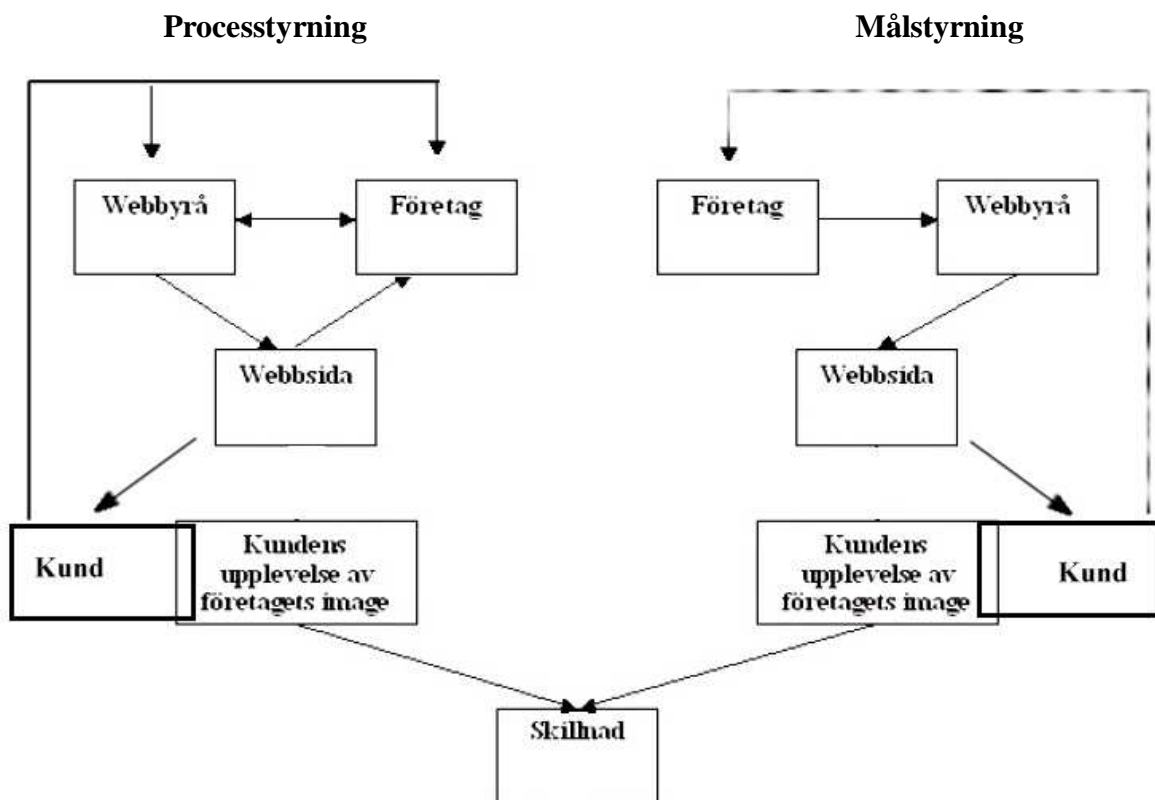 Processtyrning
Målstyrning
Webbyrå
Företag
Företag
Webbyrå
Webbsida
Webbsida
Kund
Kundens
upplevelse av
företagets image
Kundens
upplevelse av
företagets image
Kund
Skillnad